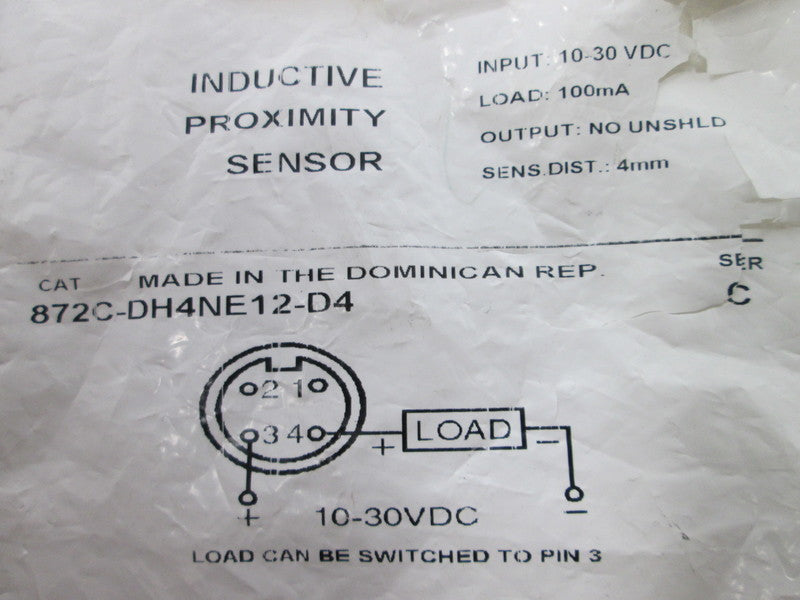 INDUCTIVE
PROXIMITY
SENSOR
INPUT: 10-30 VDC
LOAD: 100mA
OUTPUT: NO UNSHLD
SENS.DIST.: 4mm
CAT MADE IN THE DOMINICAN REP. SER
872C-DH4NE12-D4 C
2 1
3 4 + LOAD −
+ 10-30VDC −
LOAD CAN BE SWITCHED TO PIN 3